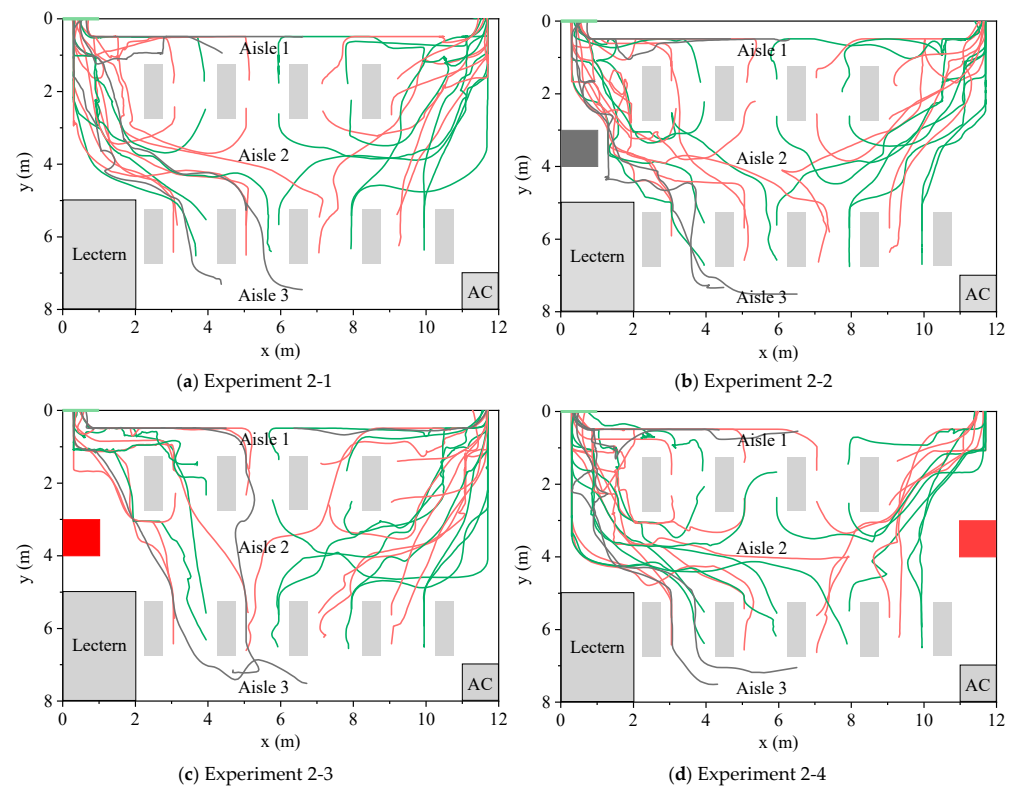 0
2
4
6
8
y (m)
Aisle 1
Aisle 2
Lectern
Aisle 3
AC
0 2 4 6 8 10 12
x (m)
(a) Experiment 2-1
0
2
4
6
8
y (m)
Aisle 1
Aisle 2
Lectern
Aisle 3
AC
0 2 4 6 8 10 12
x (m)
(b) Experiment 2-2
0
2
4
6
8
y (m)
Aisle 1
Aisle 2
Lectern
Aisle 3
AC
0 2 4 6 8 10 12
x (m)
(c) Experiment 2-3
0
2
4
6
8
y (m)
Aisle 1
Aisle 2
Lectern
Aisle 3
AC
0 2 4 6 8 10 12
x (m)
(d) Experiment 2-4